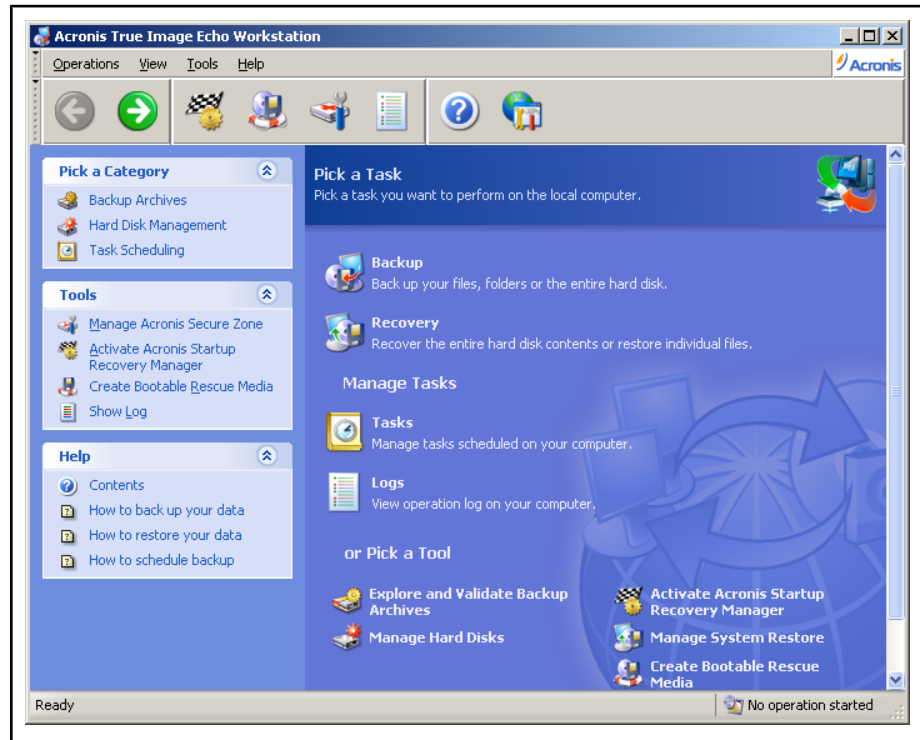 Acronis True Image Echo Workstation
Operations View Tools Help
Acronis
Pick a Category
Backup Archives
Hard Disk Management
Task Scheduling
Tools
Manage Acronis Secure Zone
Activate Acronis Startup
Recovery Manager
Create Bootable Rescue Media
Show Log
Help
Contents
How to back up your data
How to restore your data
How to schedule backup
Pick a Task
Pick a task you want to perform on the local computer.
Backup
Back up your files, folders or the entire hard disk.
Recovery
Recover the entire hard disk contents or restore individual files.
Manage Tasks
Tasks
Manage tasks scheduled on your computer.
Logs
View operation log on your computer.
or Pick a Tool
Explore and Validate Backup
Archives
Manage Hard Disks
Activate Acronis Startup
Recovery Manager
Manage System Restore
Create Bootable Rescue
Media
Ready
No operation started